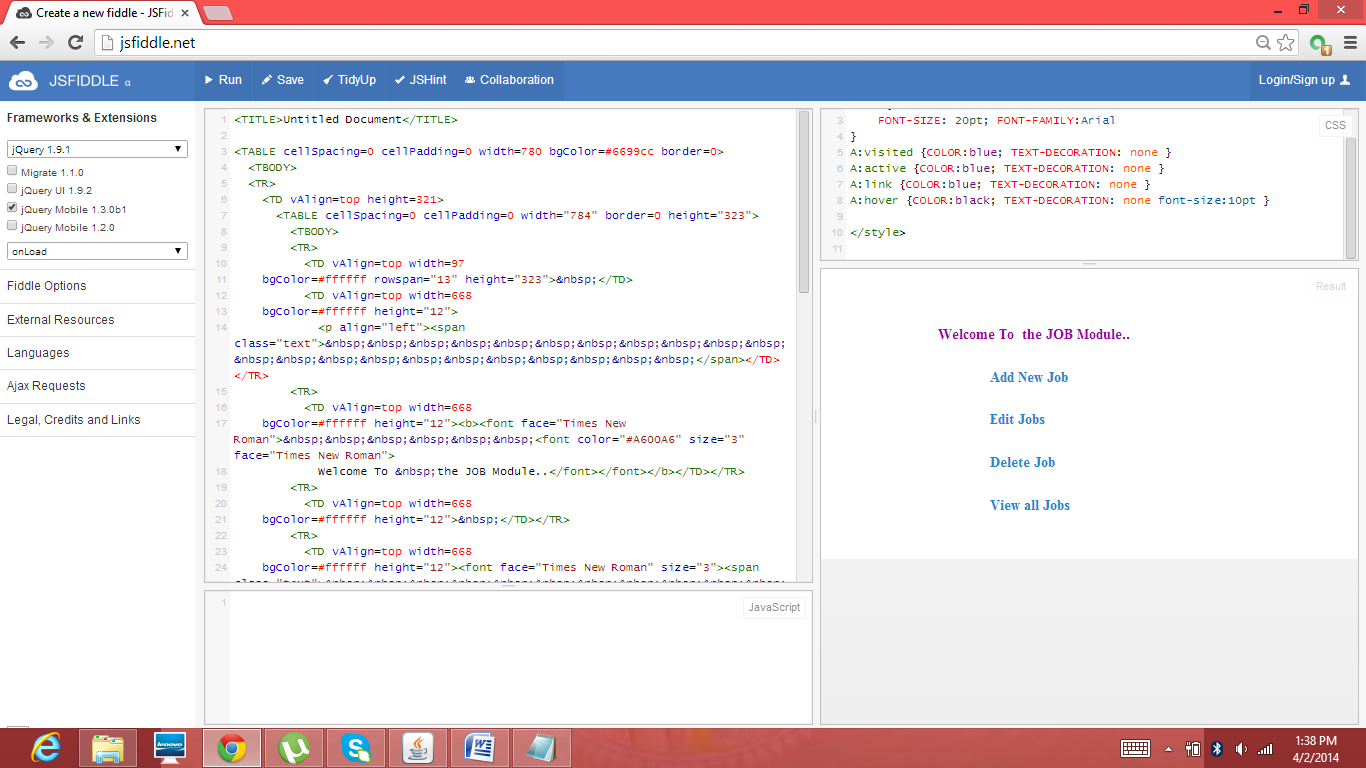 Create a new fiddle - JSFid
jsfiddle.net
1
JSFIDDLE α
Run
Save
TidyUp
JSHint
Collaboration
Login/Sign up
Frameworks & Extensions
jQuery 1.9.1
Migrate 1.1.0
jQuery UI 1.9.2
jQuery Mobile 1.3.0b1
jQuery Mobile 1.2.0
onLoad
Fiddle Options
External Resources
Languages
Ajax Requests
Legal, Credits and Links
1 <TITLE>Untitled Document</TITLE>
2
3 <TABLE cellSpacing=0 cellPadding=0 width=780 bgColor=#6699cc border=0>
4 <TBODY>
5 <TR>
6 <TD vAlign=top height=321>
7 <TABLE cellSpacing=0 cellPadding=0 width="784" border=0 height="323">
8 <TBODY>
9 <TR>
10 <TD vAlign=top width=97
11 bgColor=#ffffff rowspan="13" height="323">&nbsp;</TD>
12 <TD vAlign=top width=668
13 bgColor=#ffffff height="12">
14 <p align="left"><span
class="text">&nbsp;&nbsp;&nbsp;&nbsp;&nbsp;&nbsp;&nbsp;&nbsp;&nbsp;&nbsp;&nbsp;
&nbsp;&nbsp;&nbsp;&nbsp;&nbsp;&nbsp;&nbsp;&nbsp;&nbsp;&nbsp;&nbsp;</span></TD>
</TR>
15 <TR>
16 <TD vAlign=top width=668
17 bgColor=#ffffff height="12"><b><font face="Times New
Roman">&nbsp;&nbsp;&nbsp;&nbsp;&nbsp;&nbsp;<font color="#A600A6" size="3"
face="Times New Roman">
18 Welcome To &nbsp;the JOB Module..</font></font></b></TD></TR>
19 <TR>
20 <TD vAlign=top width=668
21 bgColor=#ffffff height="12">&nbsp;</TD></TR>
22 <TR>
23 <TD vAlign=top width=668
24 bgColor=#ffffff height="12"><font face="Times New Roman" size="3"><span
1
JavaScript
3 FONT-SIZE: 20pt; FONT-FAMILY:Arial
4 }
5 A:visited {COLOR:blue; TEXT-DECORATION: none }
6 A:active {COLOR:blue; TEXT-DECORATION: none }
7 A:link {COLOR:blue; TEXT-DECORATION: none }
8 A:hover {COLOR:black; TEXT-DECORATION: none font-size:10pt }
9
10 </style>
11
CSS
Result
Welcome To the JOB Module..
Add New Job
Edit Jobs
Delete Job
View all Jobs
lenovo
1:38 PM
4/2/2014